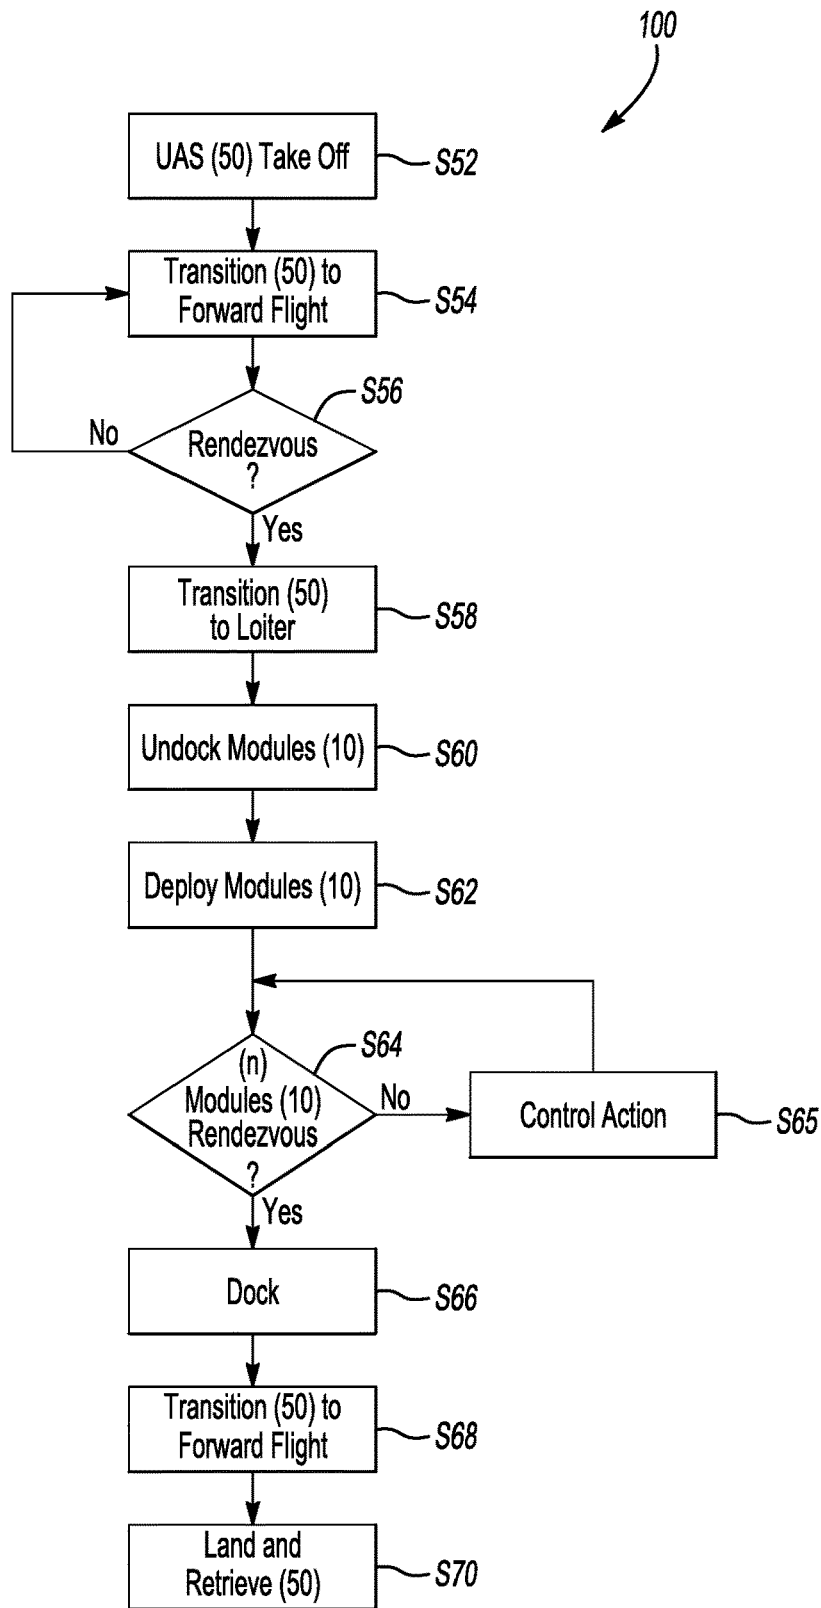 100
UAS (50) Take Off
S52
Transition (50) to
Forward Flight
S54
S56
No
Rendezvous
?
Yes
Transition (50)
to Loiter
S58
Undock Modules (10)
S60
Deploy Modules (10)
S62
S64
(n)
Modules (10)
Rendezvous
?
No
Control Action
S65
Yes
Dock
S66
Transition (50) to
Forward Flight
S68
Land and
Retrieve (50)
S70